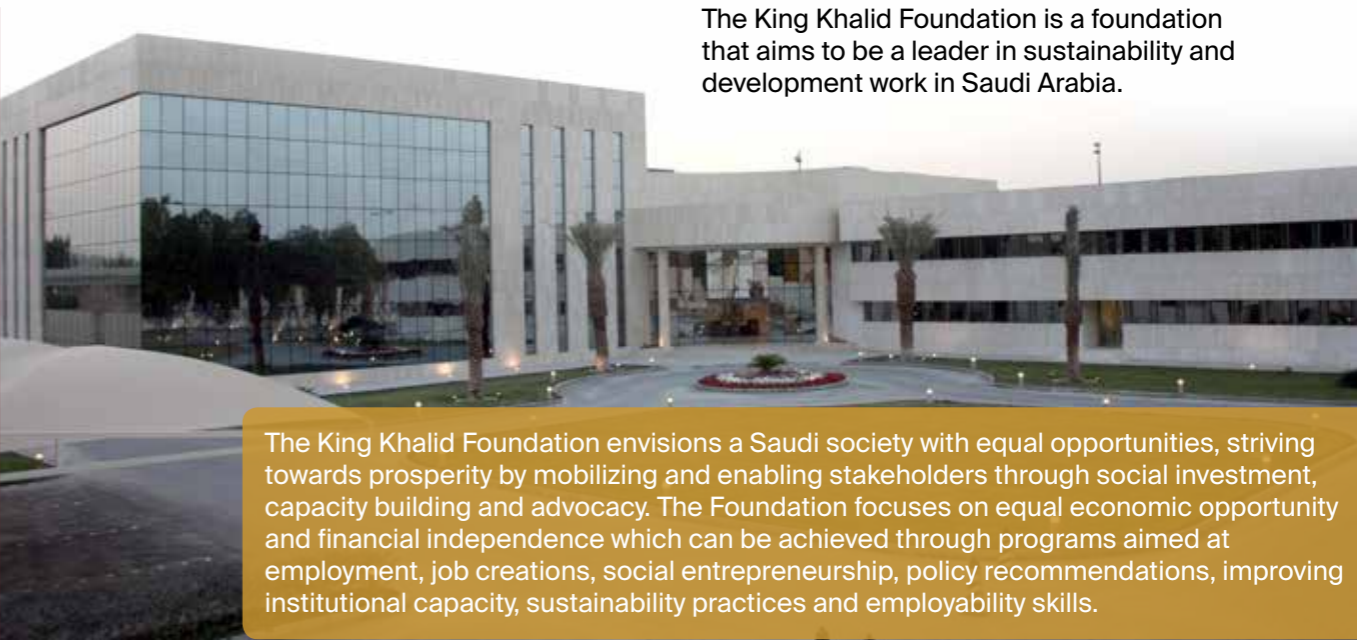 The King Khalid Foundation is a foundation
that aims to be a leader in sustainability and
development work in Saudi Arabia.
The King Khalid Foundation envisions a Saudi society with equal opportunities, striving
towards prosperity by mobilizing and enabling stakeholders through social investment,
capacity building and advocacy. The Foundation focuses on equal economic opportunity
and financial independence which can be achieved through programs aimed at
employment, job creations, social entrepreneurship, policy recommendations, improving
institutional capacity, sustainability practices and employability skills.